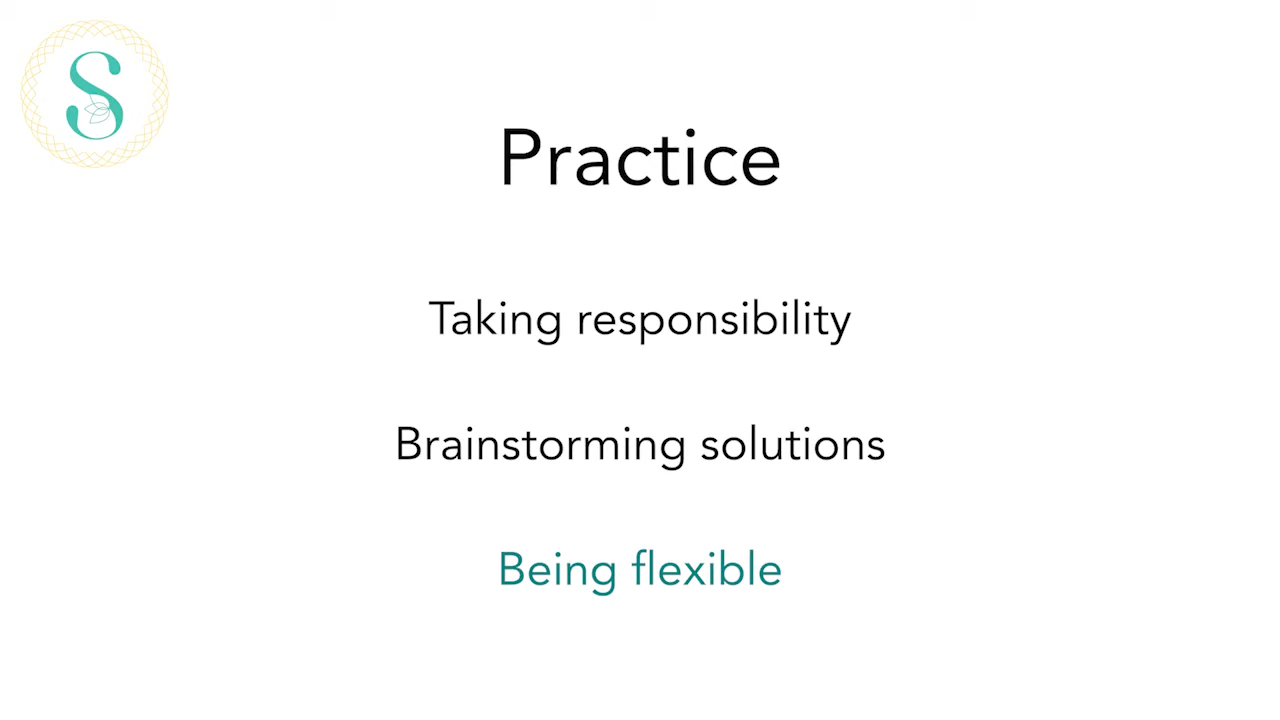 S
Practice
Taking responsibility
Brainstorming solutions
Being flexible